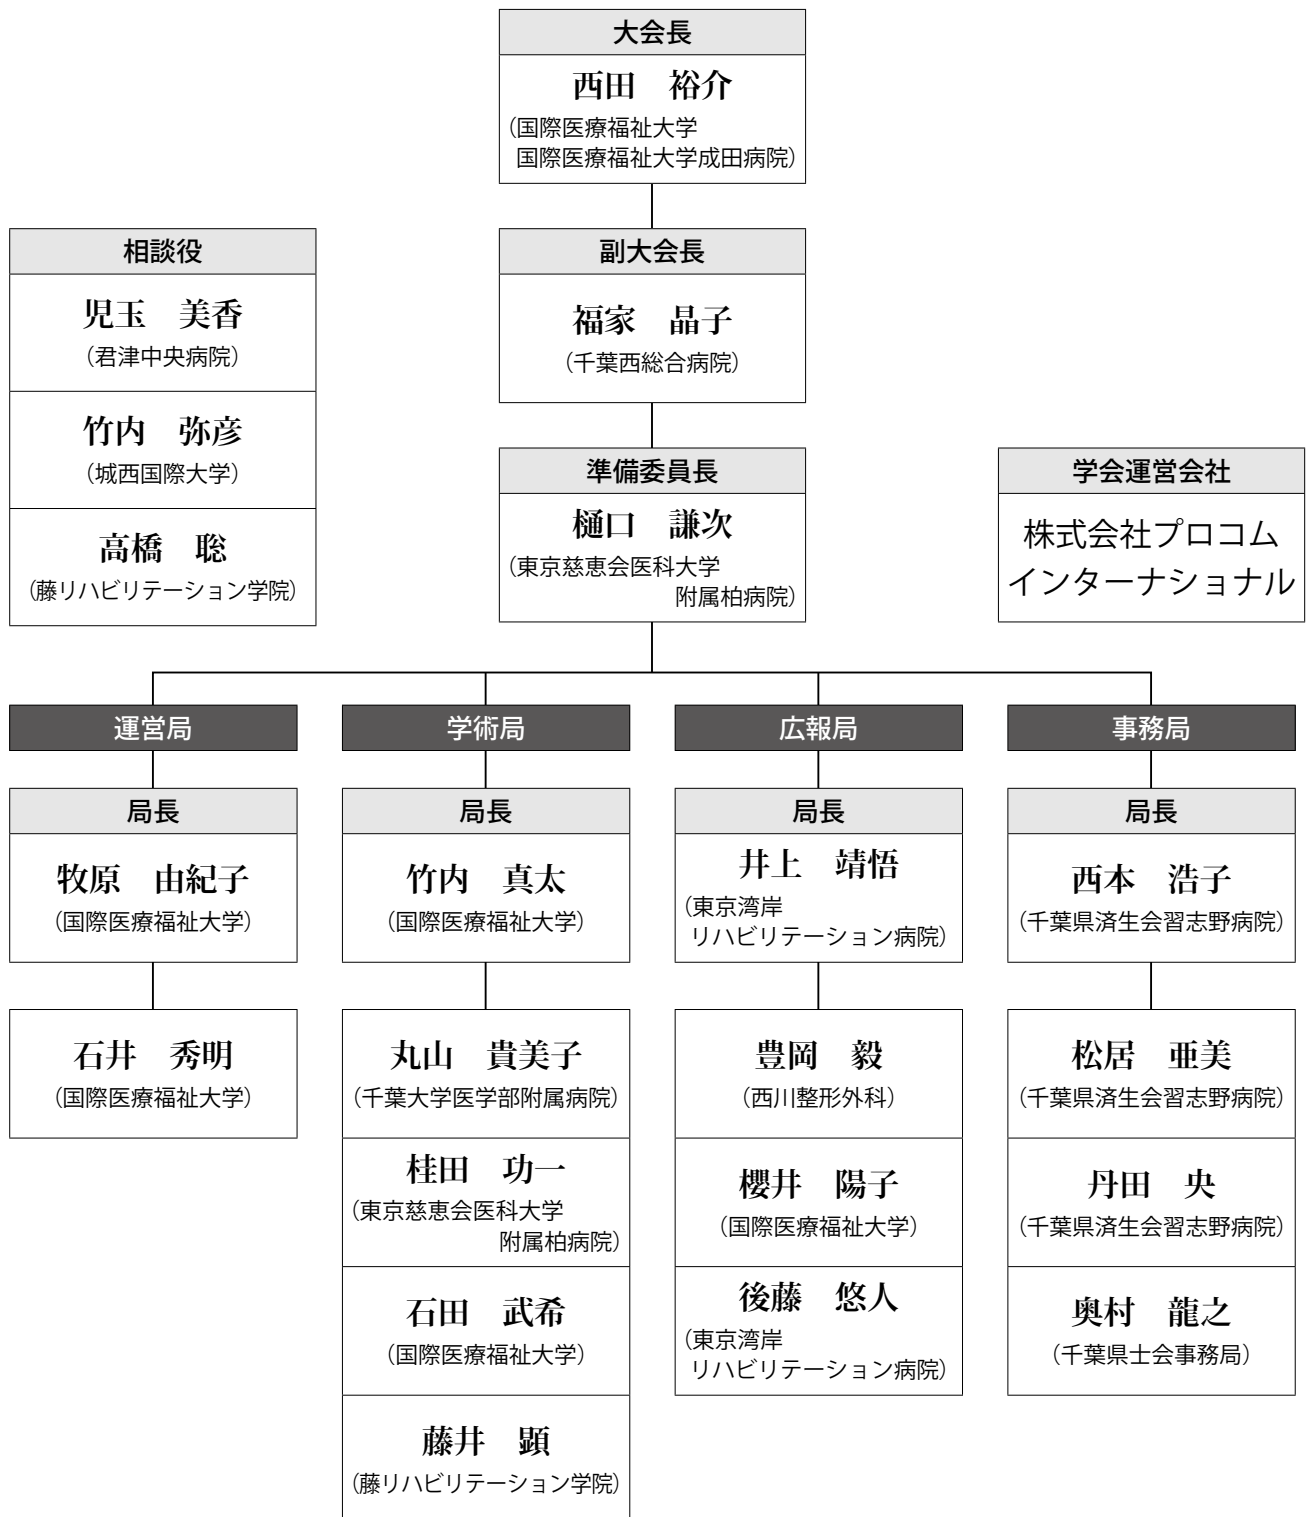 大会長
西田　裕介
（国際医療福祉大学
国際医療福祉大学成田病院）
相談役
児玉　美香
（君津中央病院）
竹内　弥彦
（城西国際大学）
高橋　聡
（藤リハビリテーション学院）
副大会長
福家　晶子
（千葉西総合病院）
準備委員長
樋口　謙次
（東京慈恵会医科大学
附属柏病院）
学会運営会社
株式会社プロコム
インターナショナル
運営局
局長
牧原　由紀子
（国際医療福祉大学）
石井　秀明
（国際医療福祉大学）
学術局
局長
竹内　真太
（国際医療福祉大学）
丸山　貴美子
（千葉大学医学部附属病院）
桂田　功一
（東京慈恵会医科大学
附属柏病院）
石田　武希
（国際医療福祉大学）
藤井　顕
（藤リハビリテーション学院）
広報局
局長
井上　靖悟
（東京湾岸
リハビリテーション病院）
豊岡　毅
（西川整形外科）
櫻井　陽子
（国際医療福祉大学）
後藤　悠人
（東京湾岸
リハビリテーション病院）
事務局
局長
西本　浩子
（千葉県済生会習志野病院）
松居　亜美
（千葉県済生会習志野病院）
丹田　央
（千葉県済生会習志野病院）
奥村　龍之
（千葉県士会事務局）